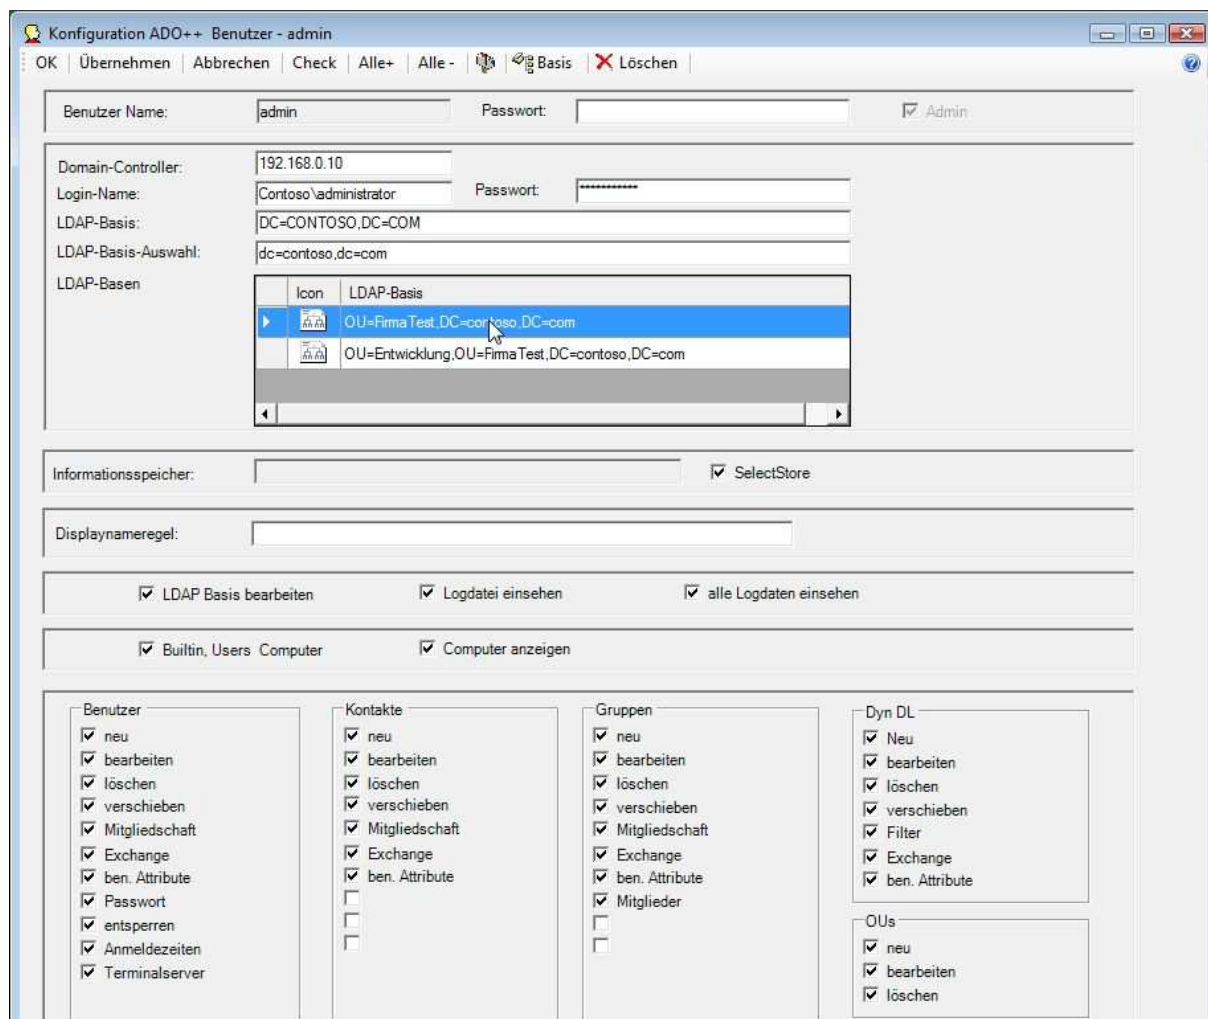 Konfiguration ADO++ Benutzer - admin
OK Übernehmen Abbrechen Check Alle+ Alle - Basis Löschen
Benutzer Name: admin Passwort: Admin
Domain-Controller: 192.168.0.10
Login-Name: Contoso\administrator Passwort: ***********
LDAP-Basis: DC=CONTOSO,DC=COM
LDAP-Basis-Auswahl: dc=contoso,dc=com
LDAP-Basen
Icon LDAP-Basis
OU=FirmaTest,DC=contoso,DC=com
OU=Entwicklung,OU=FirmaTest,DC=contoso,DC=com
Informationsspeicher: SelectStore
Displaynameregel:
LDAP Basis bearbeiten Logdatei einsehen alle Logdaten einsehen
Builtin, Users Computer Computer anzeigen
Benutzer
neu
bearbeiten
löschen
verschieben
Mitgliedschaft
Exchange
ben. Attribute
Passwort
entsperren
Anmeldezeiten
Terminalserver
Kontakte
neu
bearbeiten
löschen
verschieben
Mitgliedschaft
Exchange
ben. Attribute
Gruppen
neu
bearbeiten
löschen
verschieben
Mitgliedschaft
Exchange
ben. Attribute
Mitglieder
Dyn DL
Neu
bearbeiten
löschen
verschieben
Filter
Exchange
ben. Attribute
OUs
neu
bearbeiten
löschen